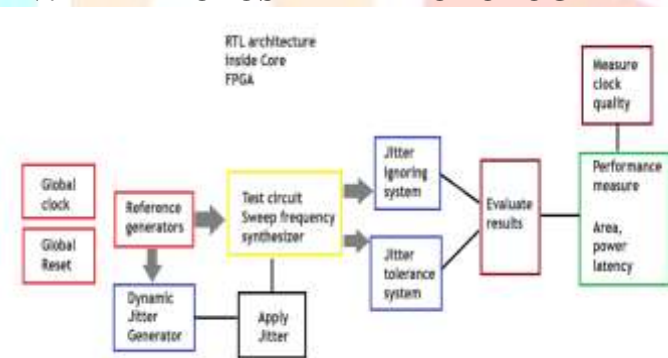 RTL architecture
inside Core
FPGA
Measure
clock
quality
Global
clock
Global
Reset
Reference
generators
Test circuit
Sweep frequency
synthesizer
Jitter
ignoring
system
Jitter
tolerance
system
Evaluate
results
Performance
measure
Area,
power
latency
Dynamic
Jitter
Generator
Apply
Jitter